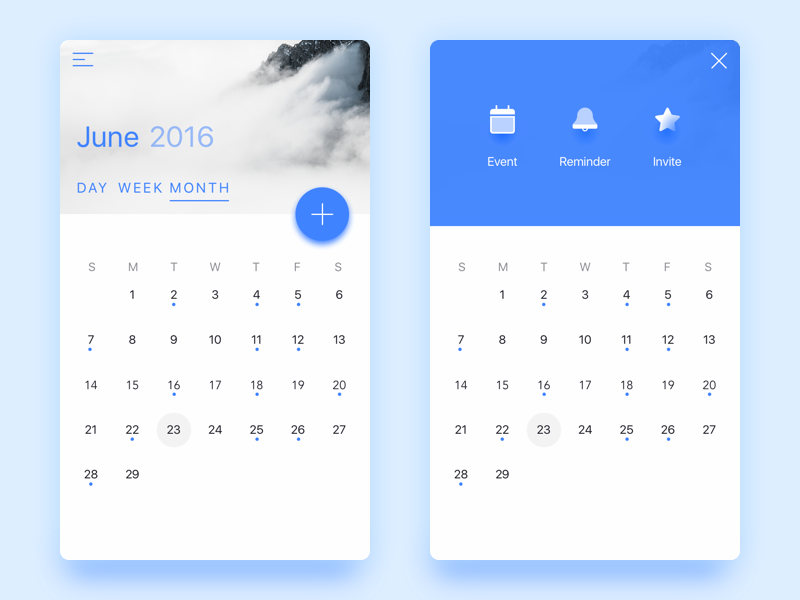 June 2016
DAY WEEK MONTH
S M T W T F S
1 2 3 4 5 6
7 8 9 10 11 12 13
14 15 16 17 18 19 20
21 22 23 24 25 26 27
28 29
Event Reminder Invite
S M T W T F S
1 2 3 4 5 6
7 8 9 10 11 12 13
14 15 16 17 18 19 20
21 22 23 24 25 26 27
28 29